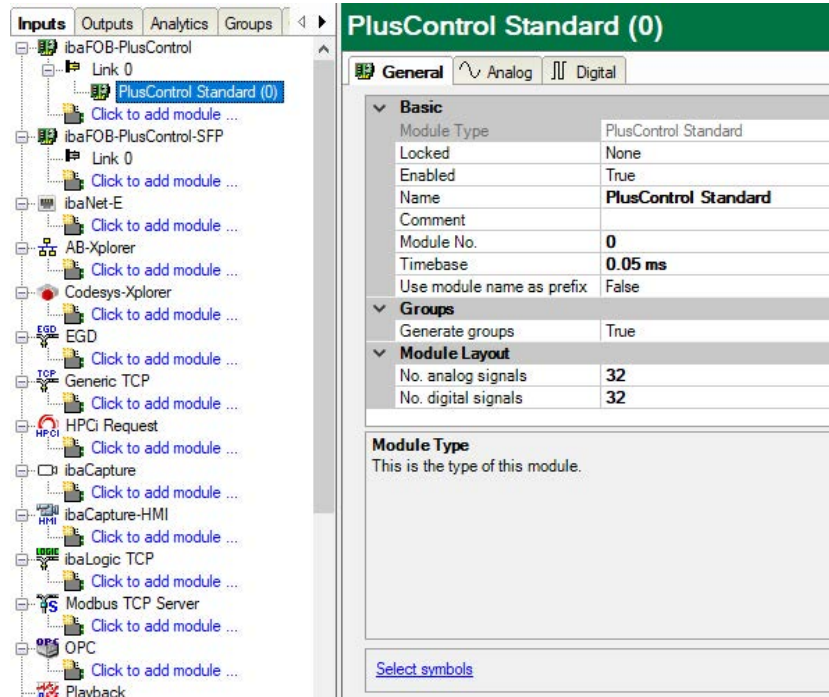 Inputs Outputs Analytics Groups
ibaFOB-PlusControl
Link 0
PlusControl Standard (0)
Click to add module ...
ibaFOB-PlusControl-SFP
Link 0
Click to add module ...
ibaNet-E
Click to add module ...
AB-Xplorer
Click to add module ...
Codesys-Xplorer
Click to add module ...
EGD EGD
Click to add module ...
TCP Generic TCP
Click to add module ...
HPCi HPCi Request
Click to add module ...
ibaCapture
Click to add module ...
HMI ibaCapture-HMI
Click to add module ...
LOGIC ibaLogic TCP
Click to add module ...
Modbus TCP Server
Click to add module ...
OPC OPC
Click to add module ...
Playback
PlusControl Standard (0)
General Analog Digital
Basic
Module Type PlusControl Standard
Locked None
Enabled True
Name PlusControl Standard
Comment
Module No. 0
Timebase 0.05 ms
Use module name as prefix False
Groups
Generate groups True
Module Layout
No. analog signals 32
No. digital signals 32
Module Type
This is the type of this module.
Select symbols